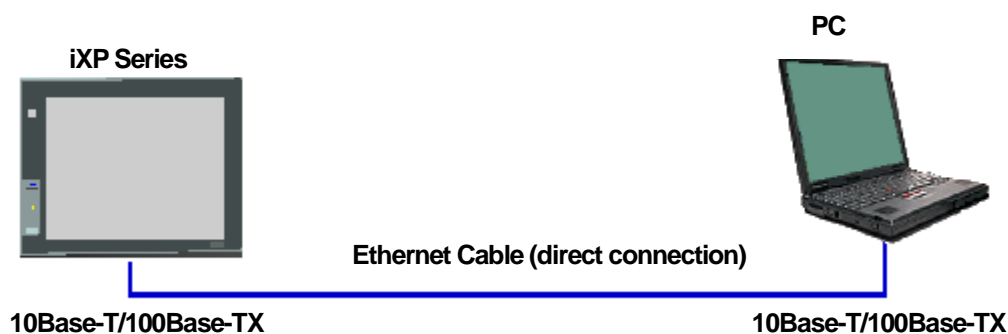 PC
iXP Series
Ethernet Cable (direct connection)
10Base-T/100Base-TX
10Base-T/100Base-TX